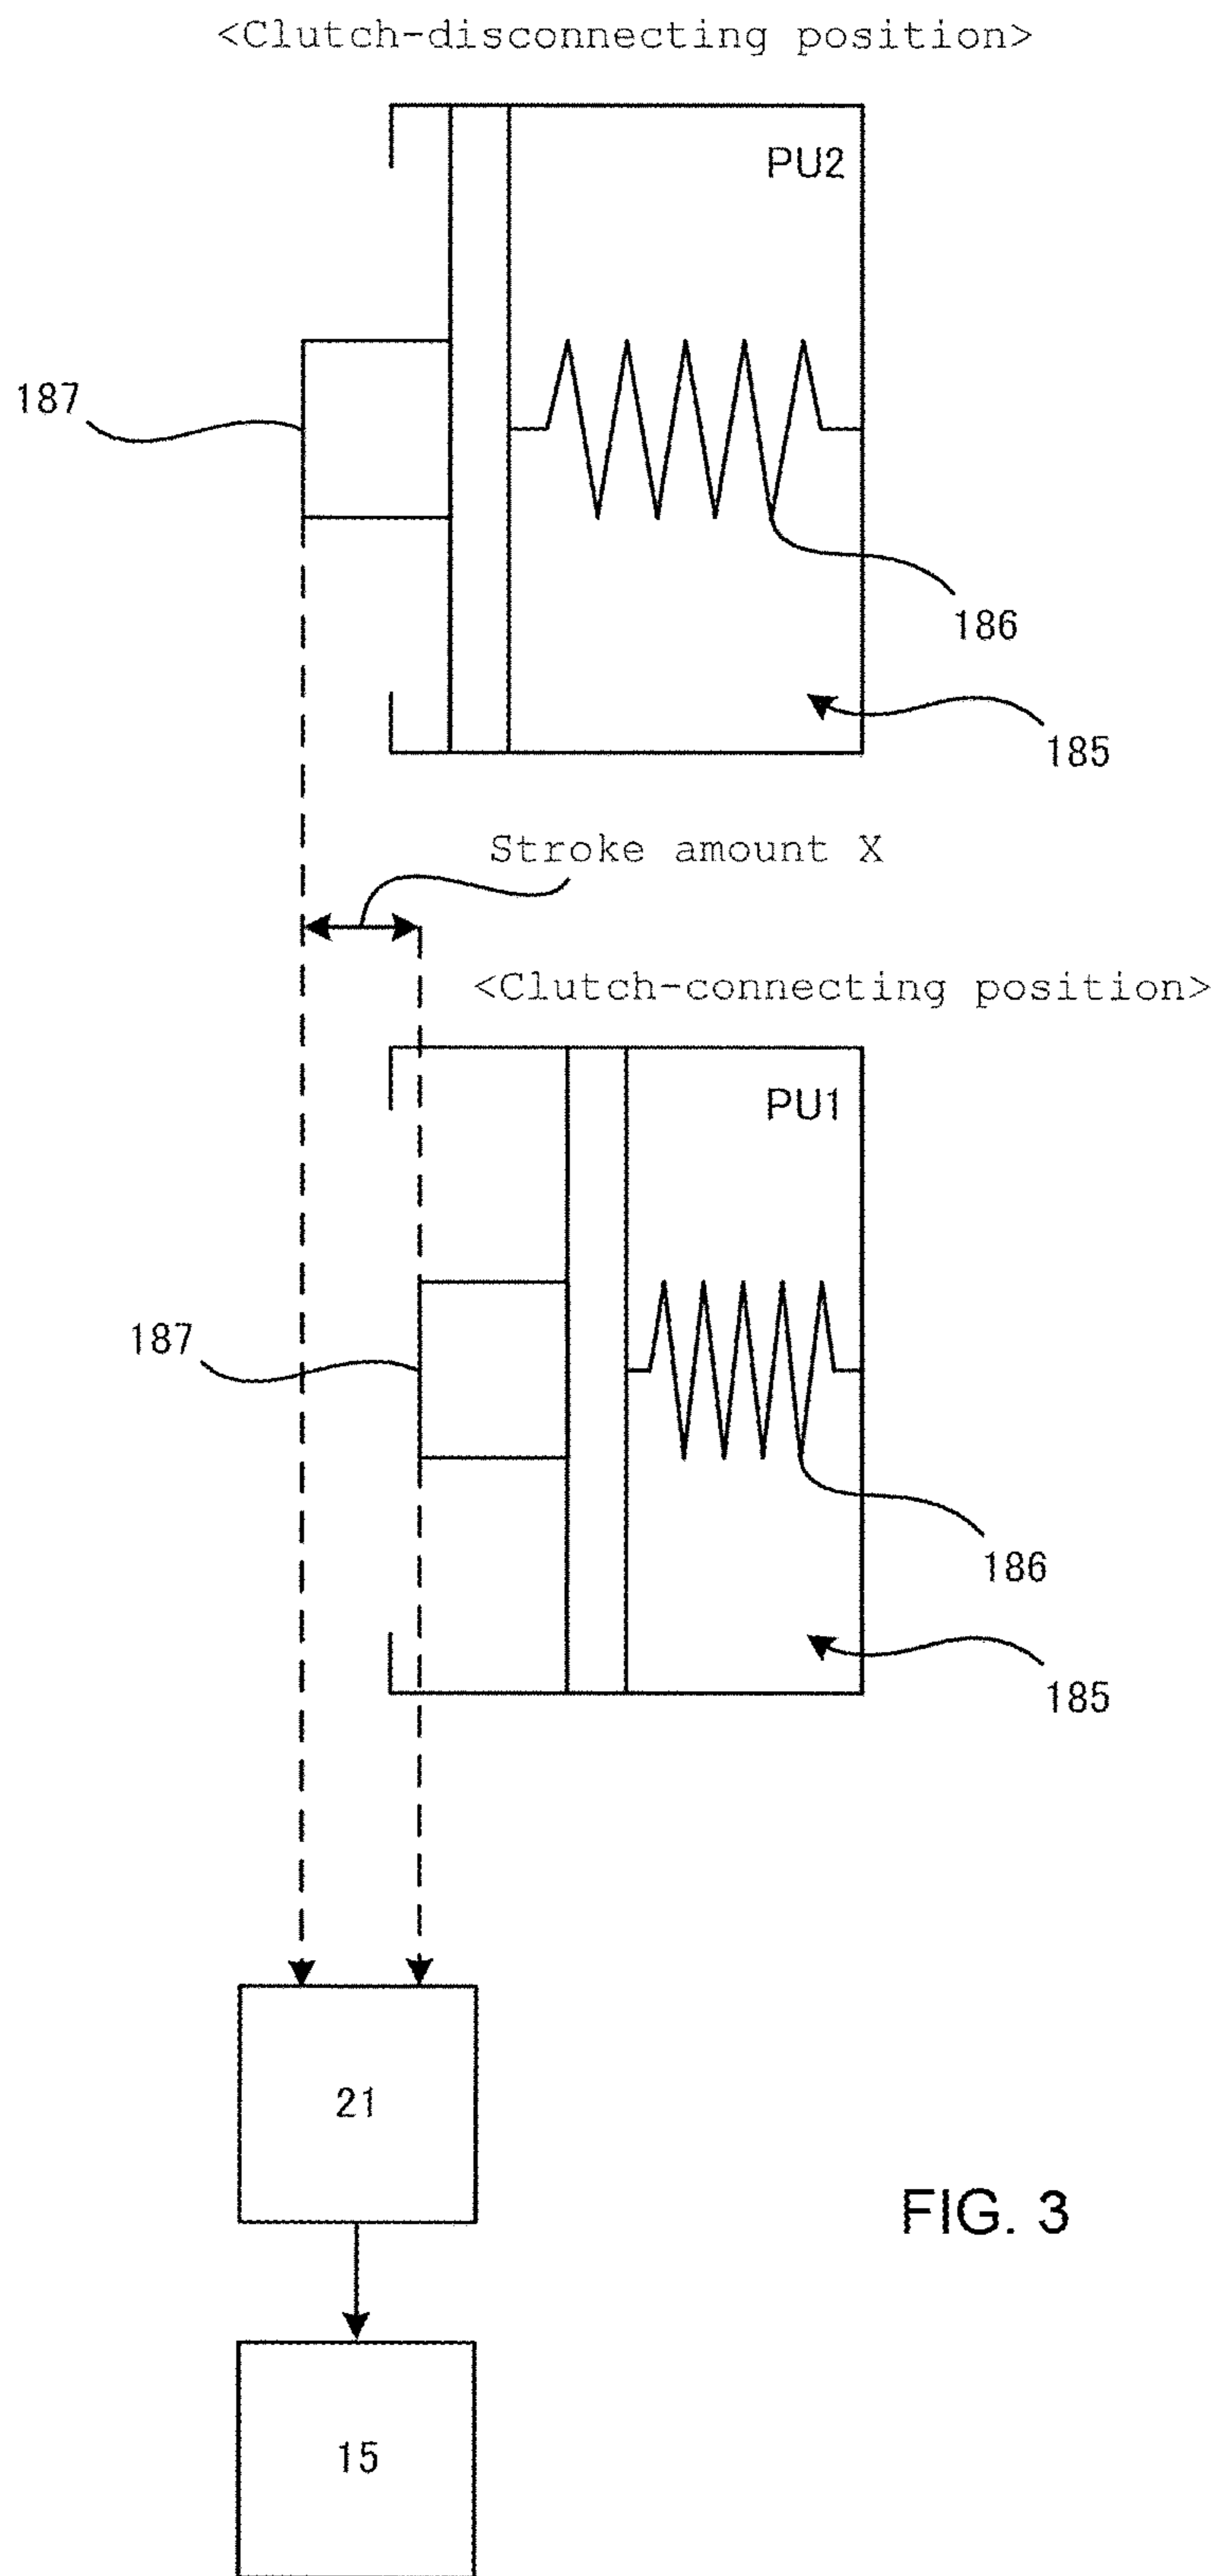 <Clutch-disconnecting position>
PU2
187
186
185
Stroke amount X
<Clutch-connecting position>
PU1
187
186
185
21
FIG. 3
15